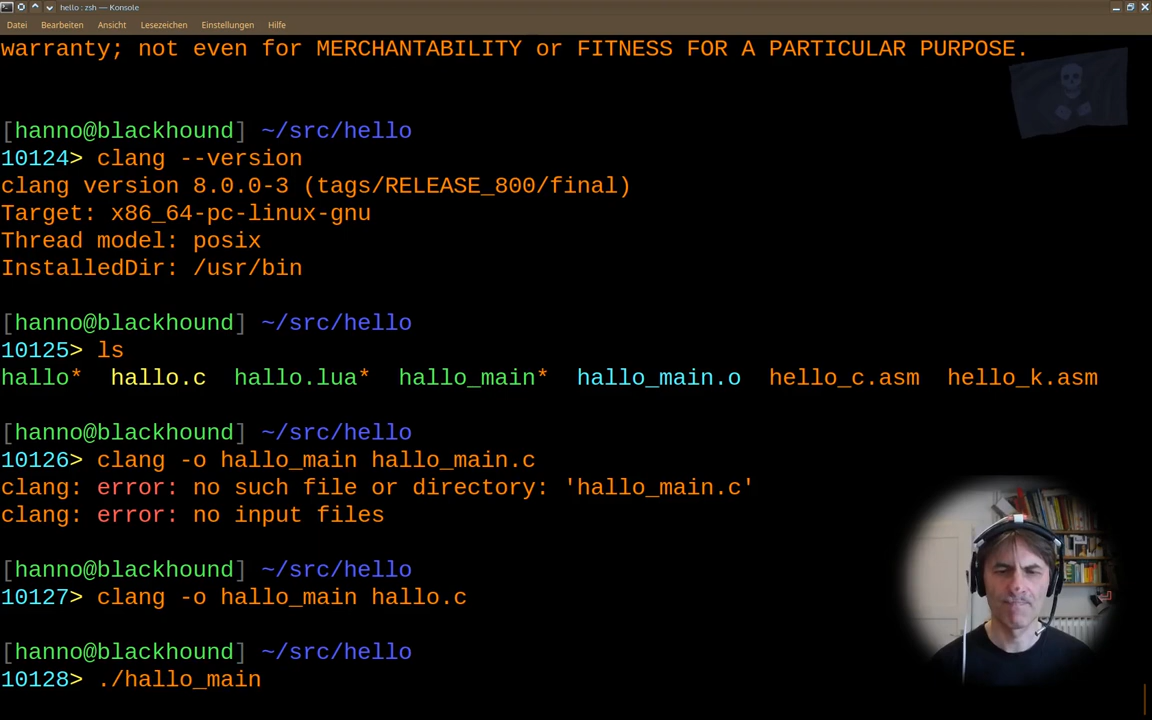 hello : zsh — Konsole
Datei Bearbeiten Ansicht Lesezeichen Einstellungen Hilfe
warranty; not even for MERCHANTABILITY or FITNESS FOR A PARTICULAR PURPOSE.
[hanno@blackhound] ~/src/hello
10124> clang --version
clang version 8.0.0-3 (tags/RELEASE_800/final)
Target: x86_64-pc-linux-gnu
Thread model: posix
InstalledDir: /usr/bin
[hanno@blackhound] ~/src/hello
10125> ls
hallo* hallo.c hallo.lua* hallo_main* hallo_main.o hello_c.asm hello_k.asm
[hanno@blackhound] ~/src/hello
10126> clang -o hallo_main hallo_main.c
clang: error: no such file or directory: 'hallo_main.c'
clang: error: no input files
[hanno@blackhound] ~/src/hello
10127> clang -o hallo_main hallo.c
[hanno@blackhound] ~/src/hello
10128> ./hallo_main